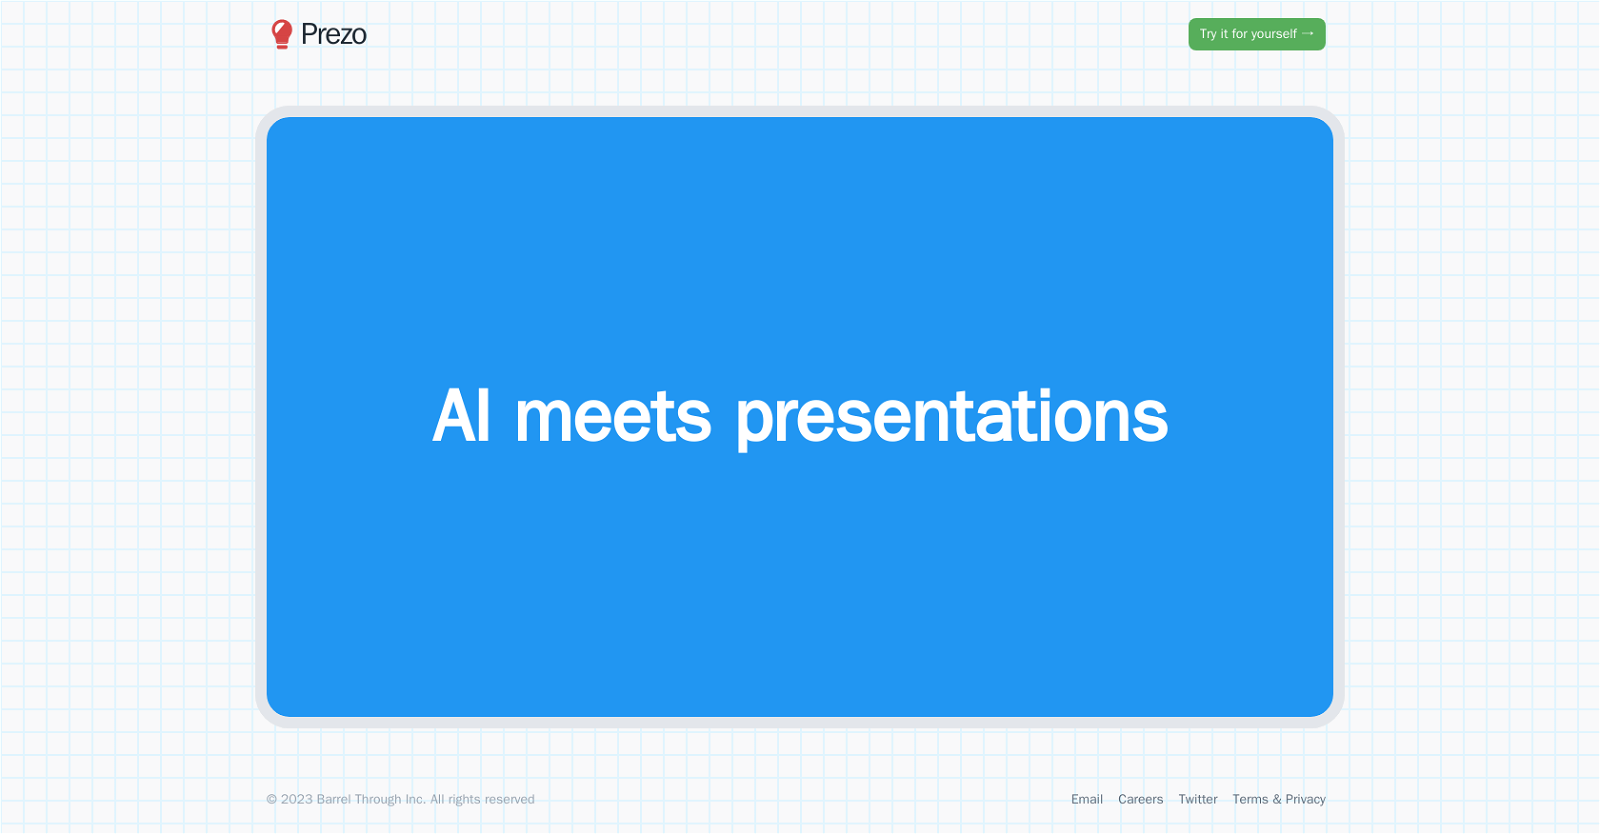 Prezo
Try it for yourself →
AI meets presentations
© 2023 Barrel Through Inc. All rights reserved
Email Careers Twitter Terms & Privacy